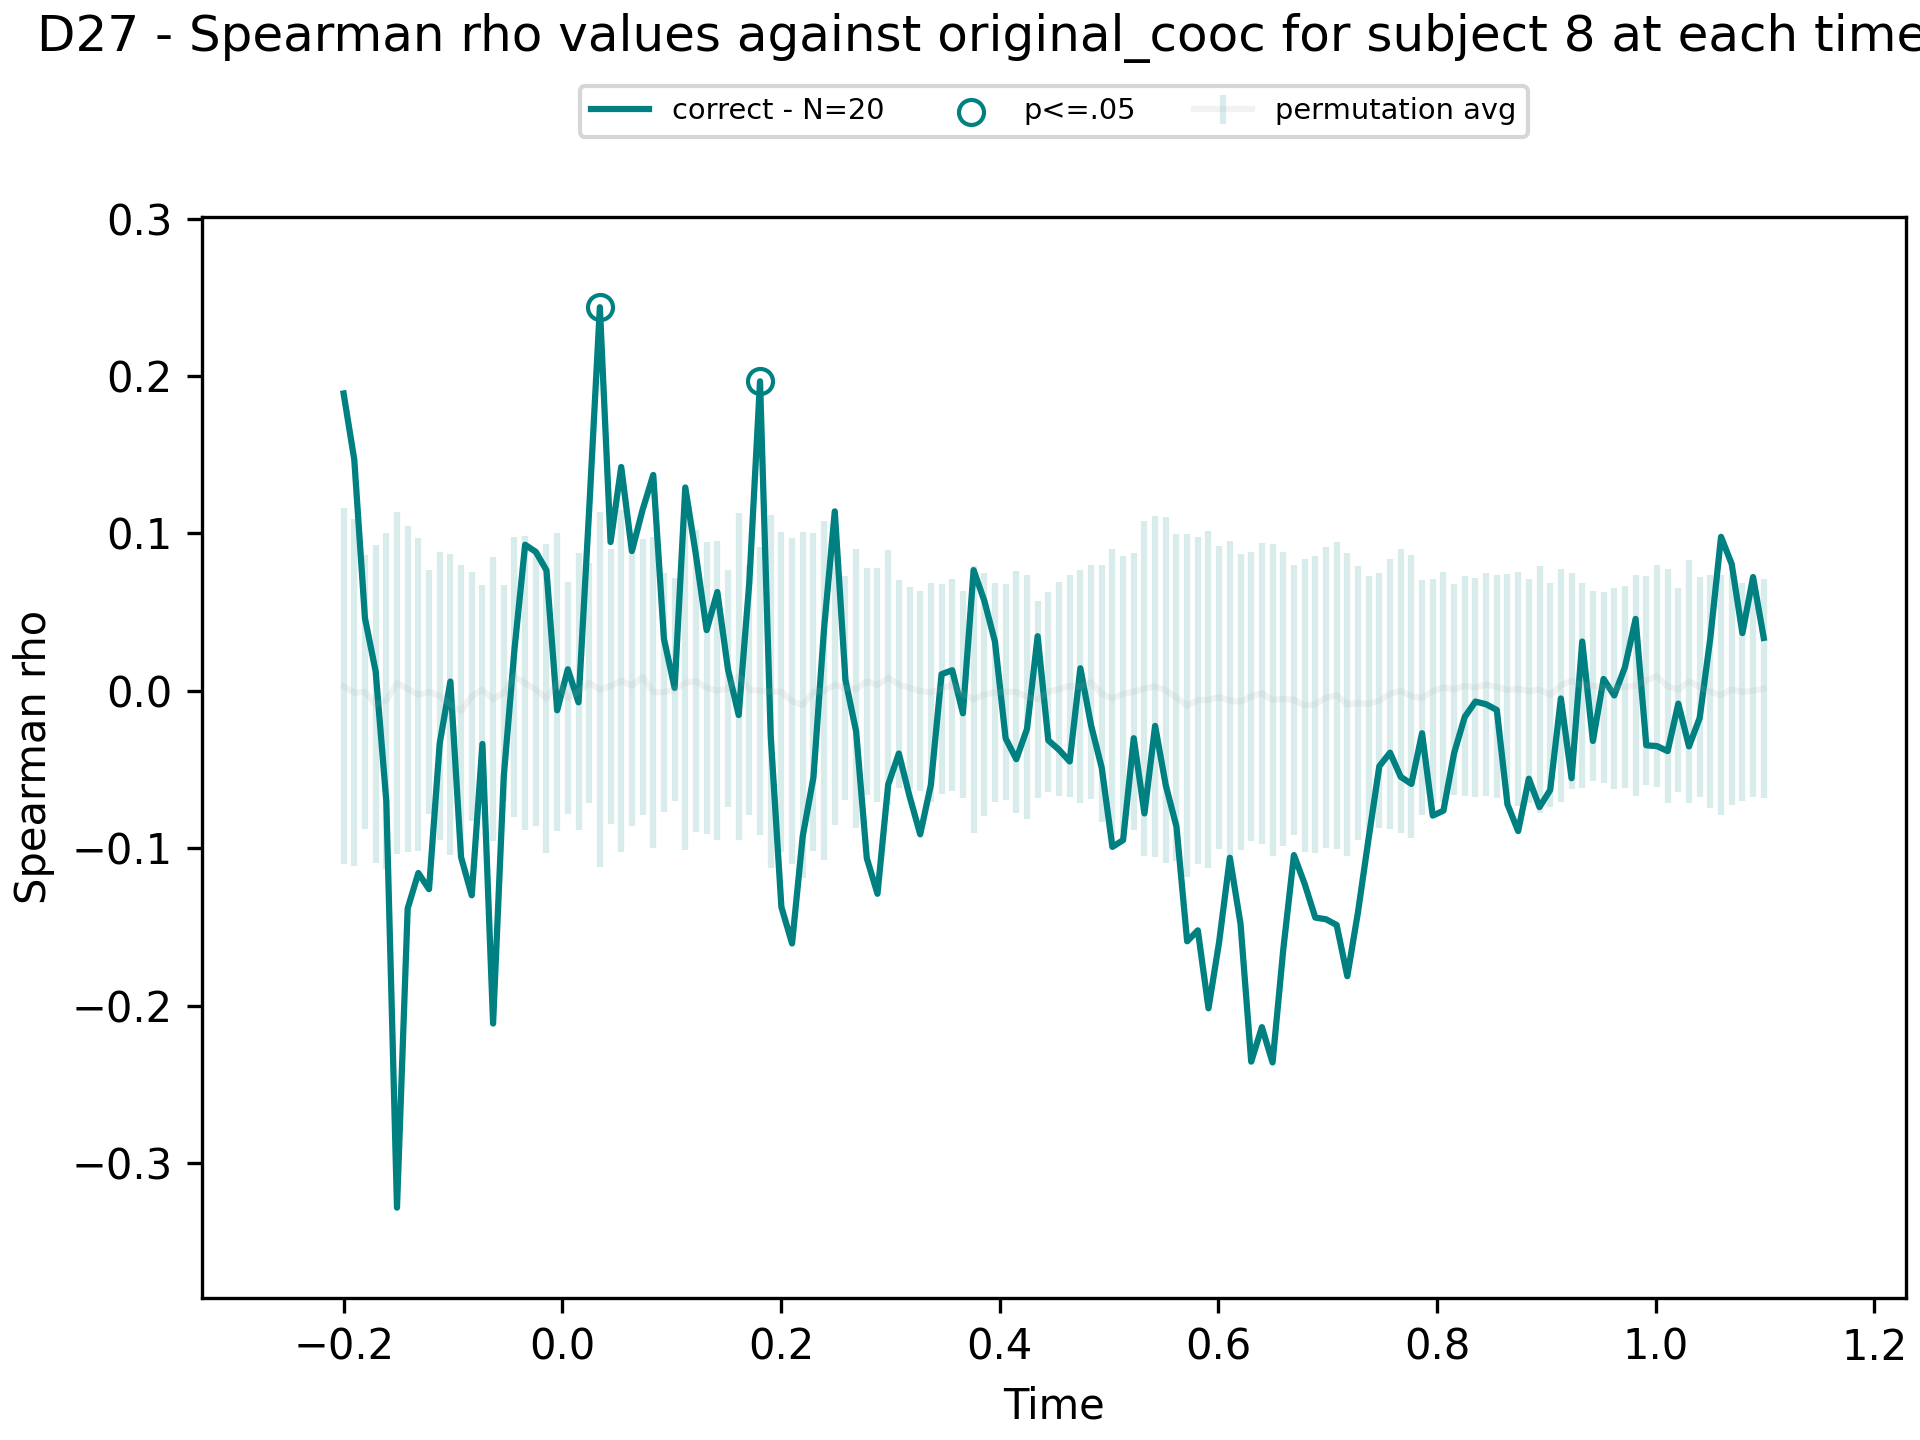 D27 - Spearman rho values against original_cooc for subject 8 at each time
correct - N=20 p<=.05 permutation avg
0.3
0.2
0.1
0.0
−0.1
−0.2
−0.3
Spearman rho
−0.2 0.0 0.2 0.4 0.6 0.8 1.0 1.2
Time